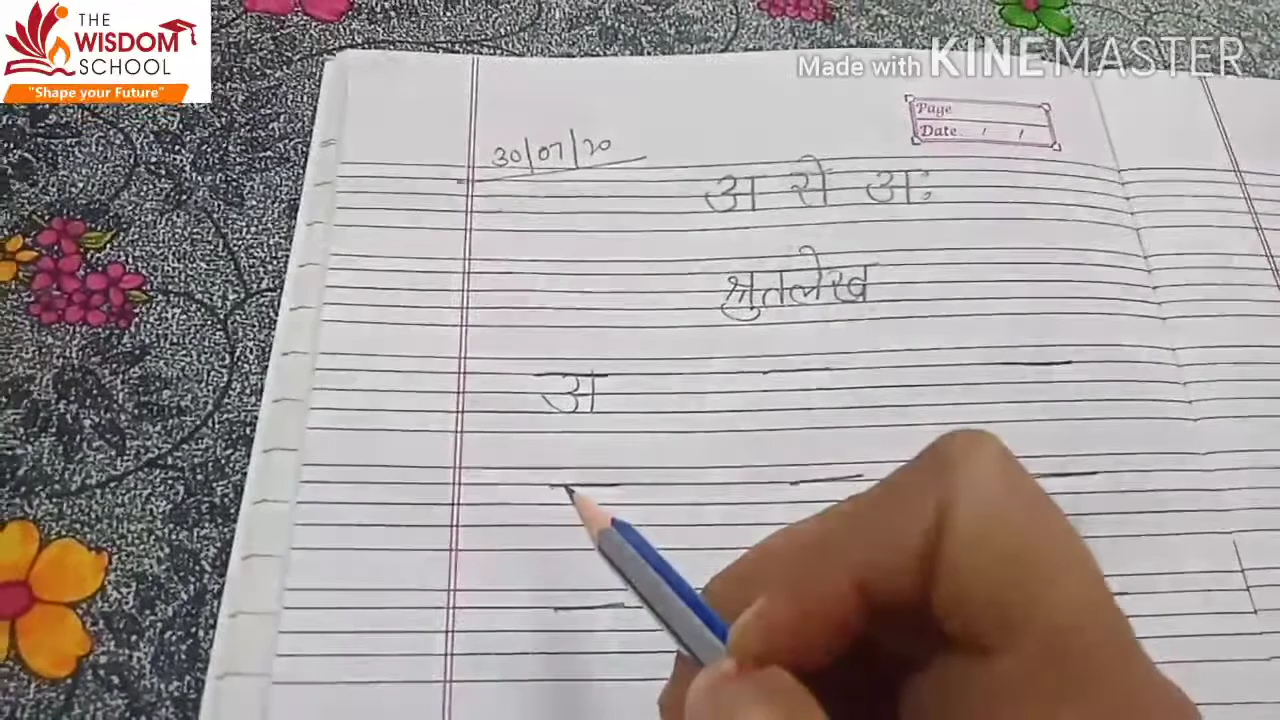 THE
WISDOM
SCHOOL
"Shape your Future"
Made with KINEMASTER
Page
Date / /
30/07/20
अ से अः
श्रुतलेख
अ